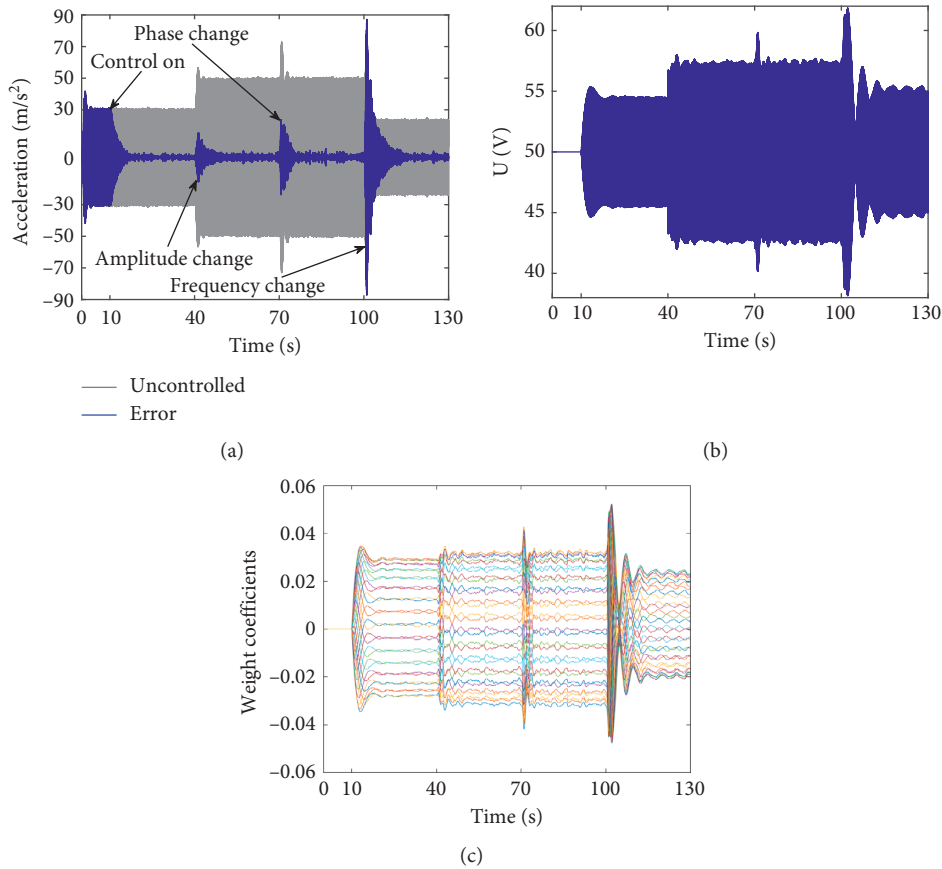 90
70
50
30
0
–30
–50
–70
–90
Acceleration (m/s²)
Phase change
Control on
Amplitude change
Frequency change
0 10 40 70 100 130
Time (s)
Uncontrolled
Error
(a)
60
55
50
45
40
U (V)
0 10 40 70 100 130
Time (s)
(b)
0.06
0.04
0.02
0
–0.02
–0.04
–0.06
Weight coefficients
0 10 40 70 100 130
Time (s)
(c)